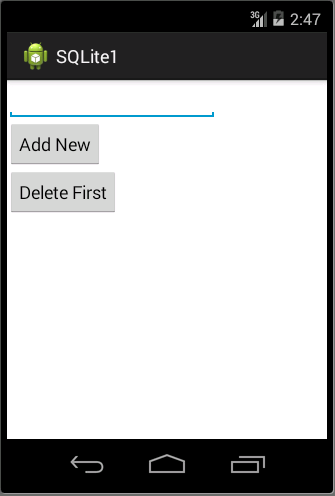 3G 2:47
SQLite1
Add New
Delete First